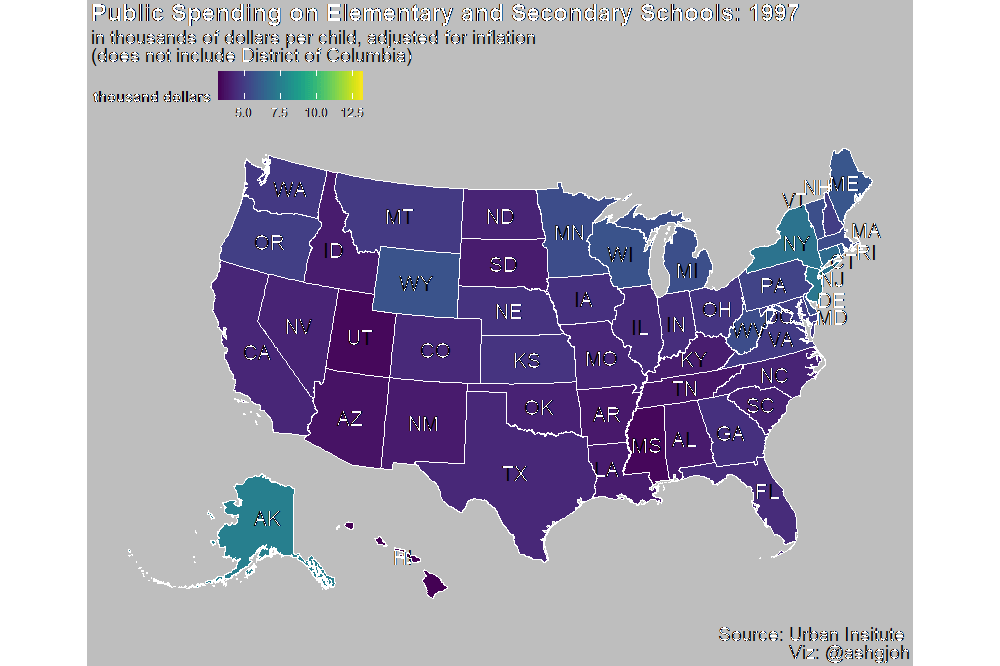 Public Spending on Elementary and Secondary Schools: 1997
in thousands of dollars per child, adjusted for inflation
(does not include District of Columbia)
thousand dollars
5.0 7.5 10.0 12.5
WA
MT
ND
MN
VT
NH
ME
OR
ID
SD
WI
MI
NY
MA
RI
CT
WY
NE
IA
PA
NJ
NV
UT
CO
IL
IN
OH
DE
MD
DC
WV
VA
CA
KS
MO
KY
AZ
NM
OK
AR
TN
NC
SC
TX
LA
MS
AL
GA
FL
AK
HI
Source: Urban Insitute
Viz: @ashgjoh